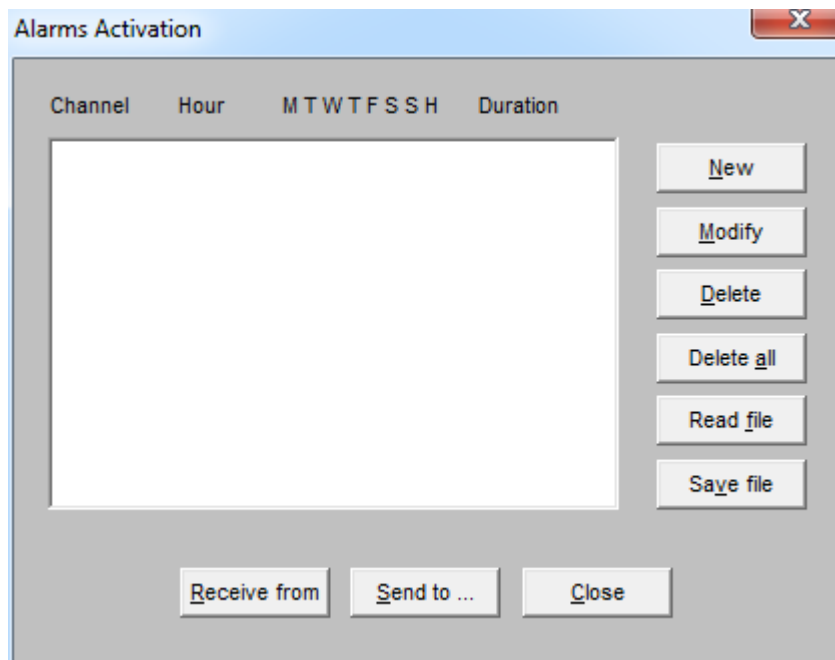 Alarms Activation
Channel Hour M T W T F S S H Duration
New
Modify
Delete
Delete all
Read file
Save file
Receive from Send to ... Close